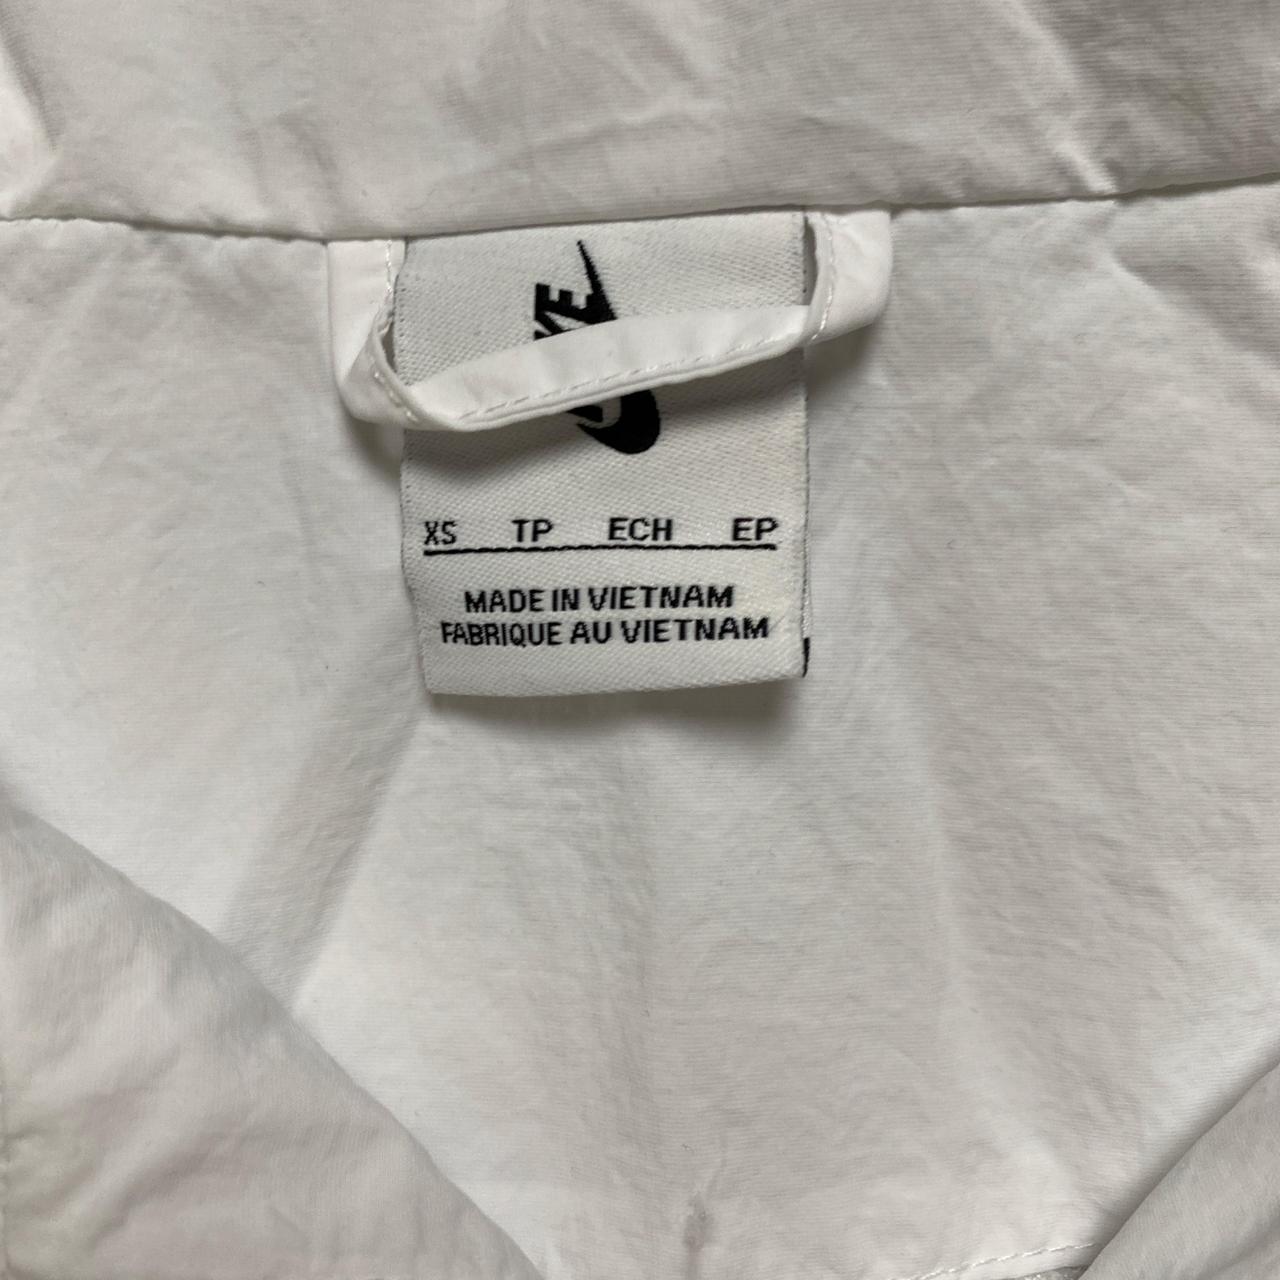 XS TP ECH EP
MADE IN VIETNAM
FABRIQUE AU VIETNAM